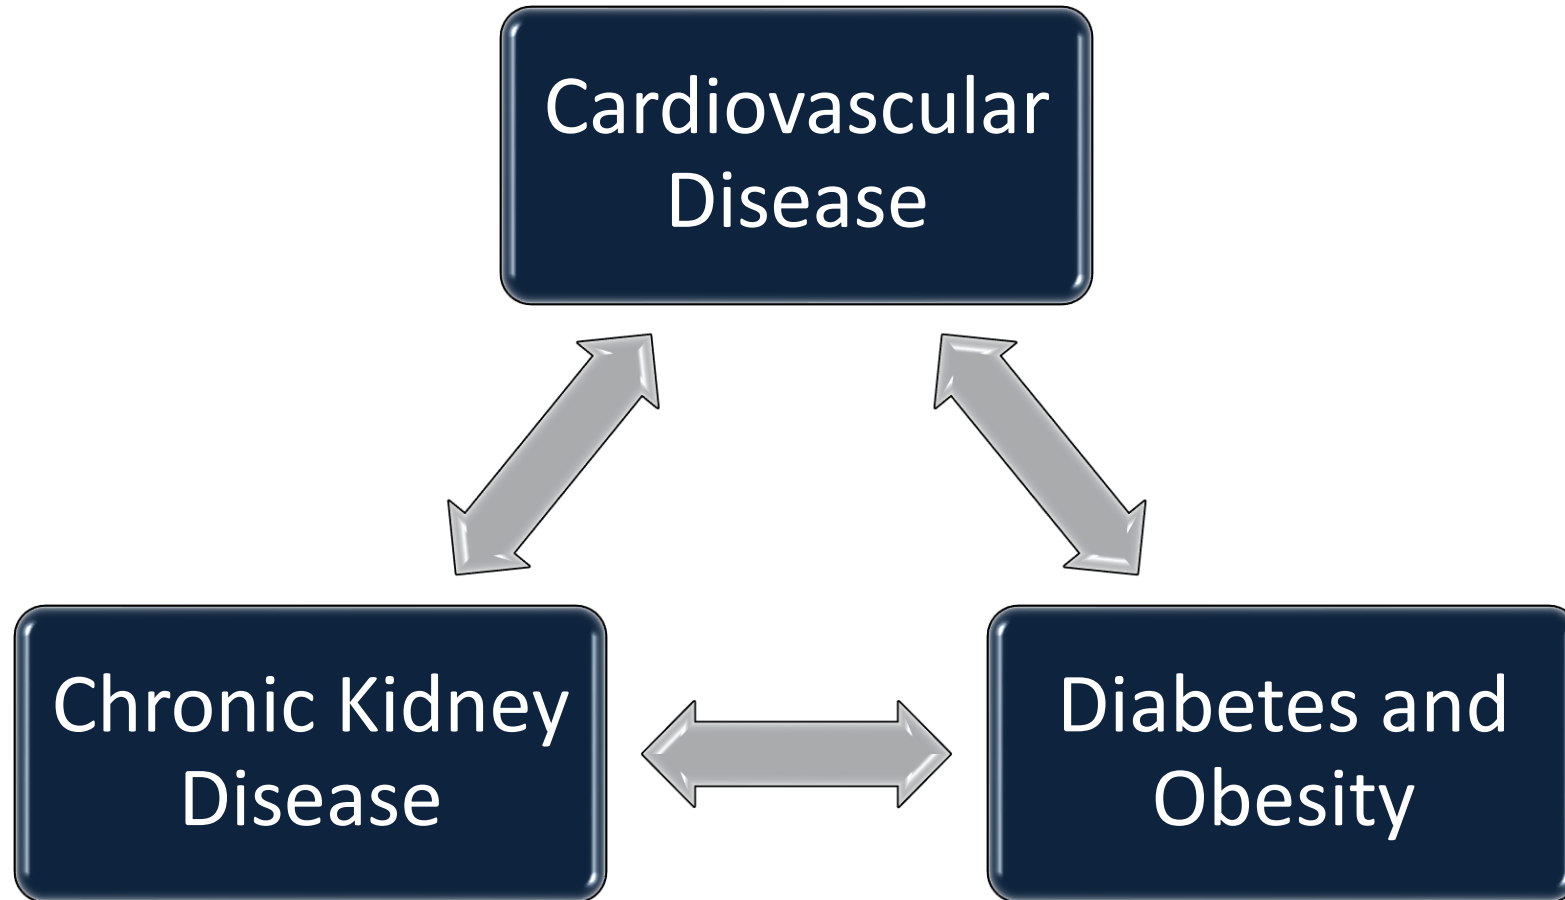 Cardiovascular
Disease
Chronic Kidney
Disease
Diabetes and
Obesity